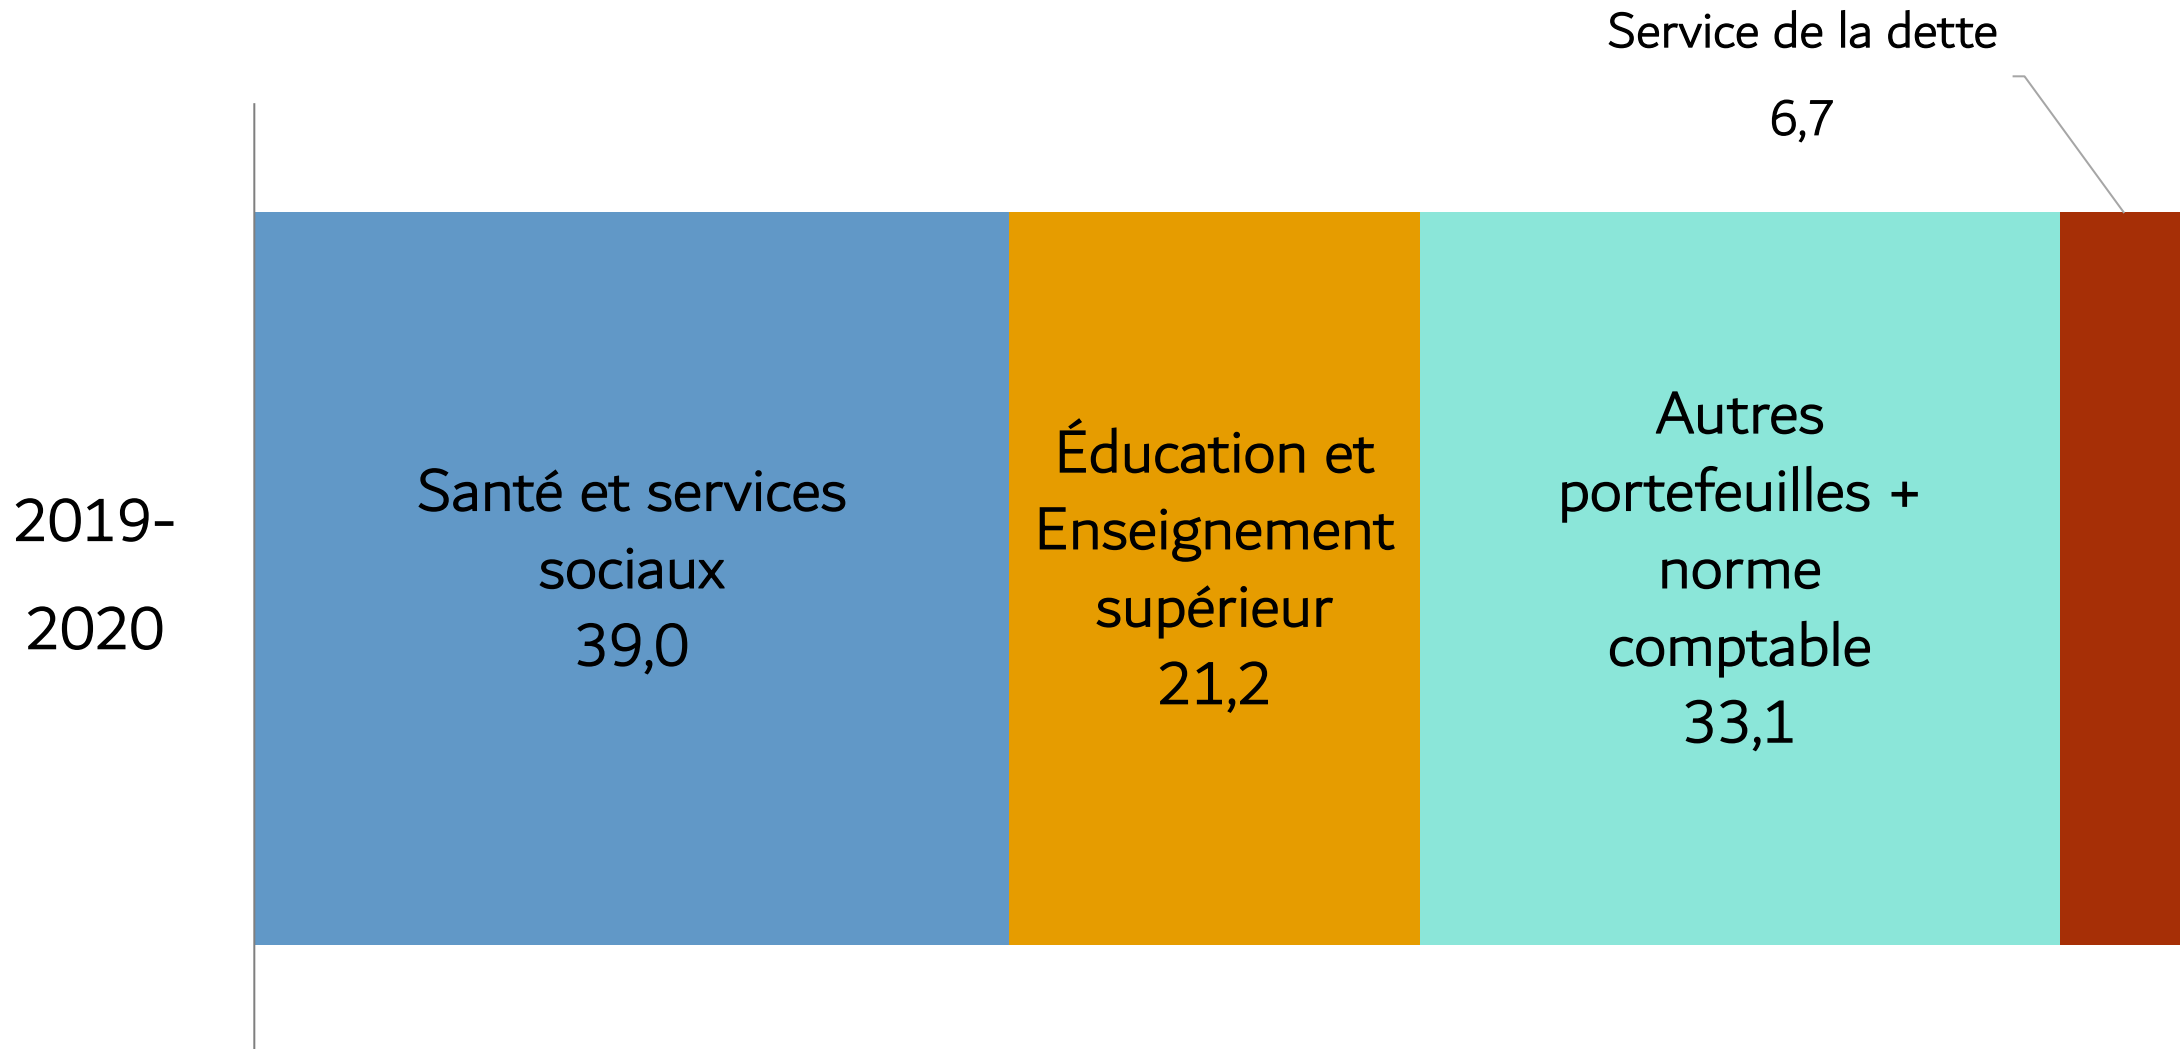 Service de la dette
6,7
2019-
2020
Santé et services
sociaux
39,0
Éducation et
Enseignement
supérieur
21,2
Autres
portefeuilles +
norme
comptable
33,1